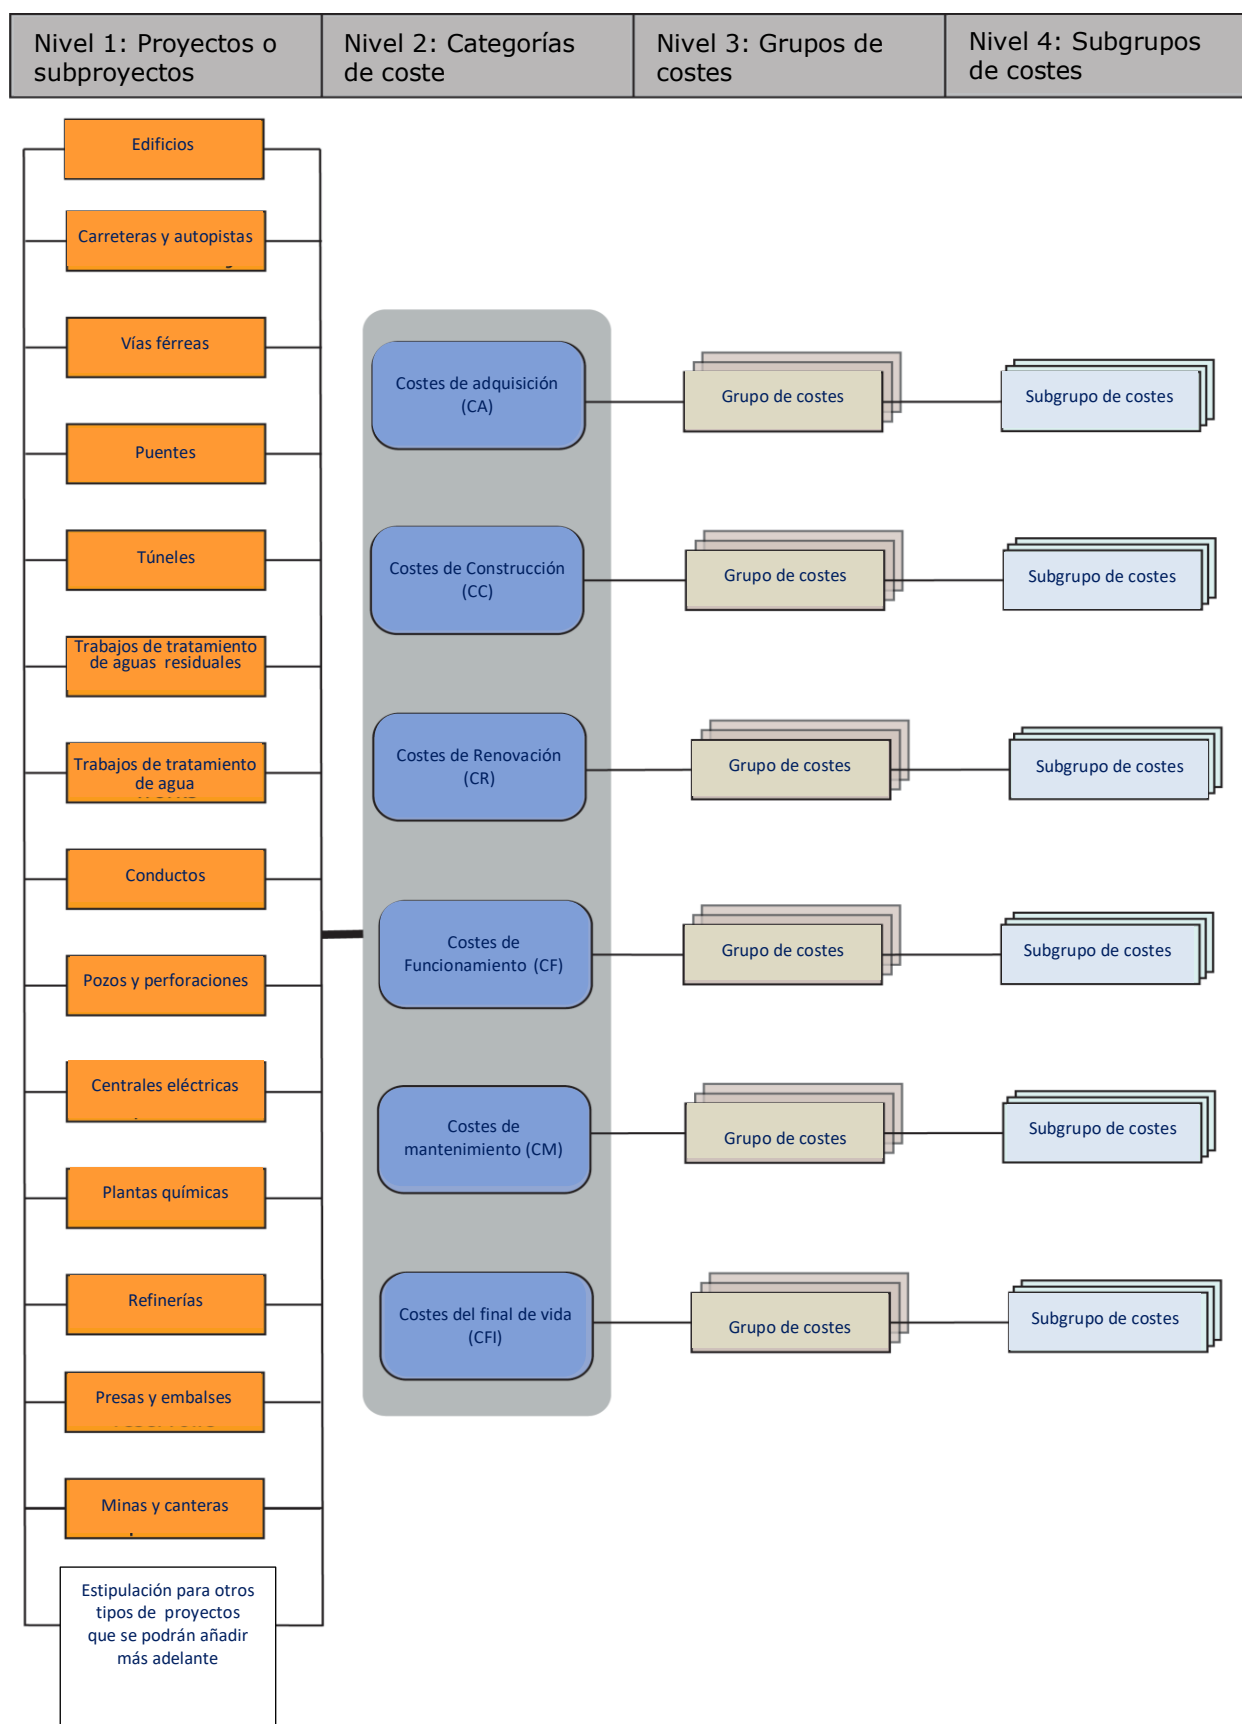 Nivel 1: Proyectos o
subproyectos
Nivel 2: Categorías
de coste
Nivel 3: Grupos de
costes
Nivel 4: Subgrupos
de costes
Edificios
Carreteras y autopistas
Vías férreas
Puentes
Túneles
Trabajos de tratamiento
de aguas residuales
Trabajos de tratamiento
de agua
Conductos
Pozos y perforaciones
Centrales eléctricas
Plantas químicas
Refinerías
Presas y embalses
Minas y canteras
Estipulación para otros
tipos de proyectos
que se podrán añadir
más adelante
Costes de adquisición
(CA)
Grupo de costes
Subgrupo de costes
Costes de Construcción
(CC)
Grupo de costes
Subgrupo de costes
Costes de Renovación
(CR)
Grupo de costes
Subgrupo de costes
Costes de
Funcionamiento (CF)
Grupo de costes
Subgrupo de costes
Costes de
mantenimiento (CM)
Grupo de costes
Subgrupo de costes
Costes del final de vida
(CFI)
Grupo de costes
Subgrupo de costes